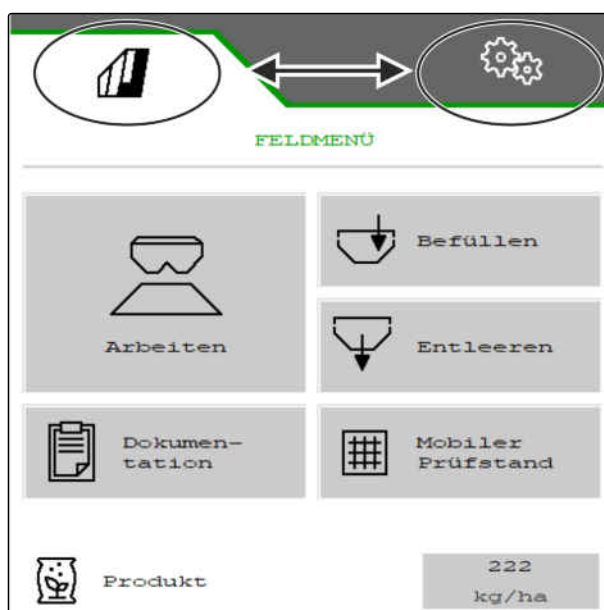 FELDMENÜ
Arbeiten
Befüllen
Entleeren
Dokumen-
tation
Mobiler
Prüfstand
Produkt
222
kg/ha